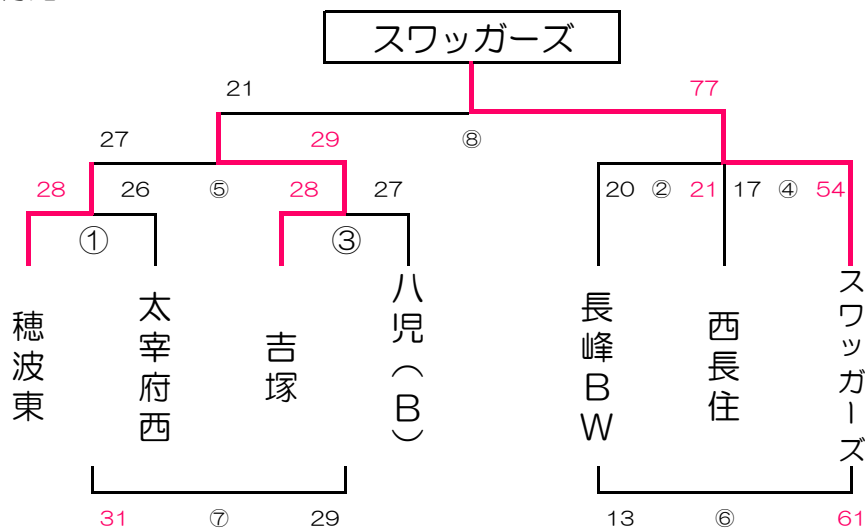 スワッガーズ
21 77
27 29 ⑧
28 26 ⑤ 28 27 20 ② 21 17 ④ 54
① ③
穂波東
太宰府西
吉塚
八児(B)
長峰BW
西長住
スワッガーズ
31 ⑦ 29 13 ⑥ 61